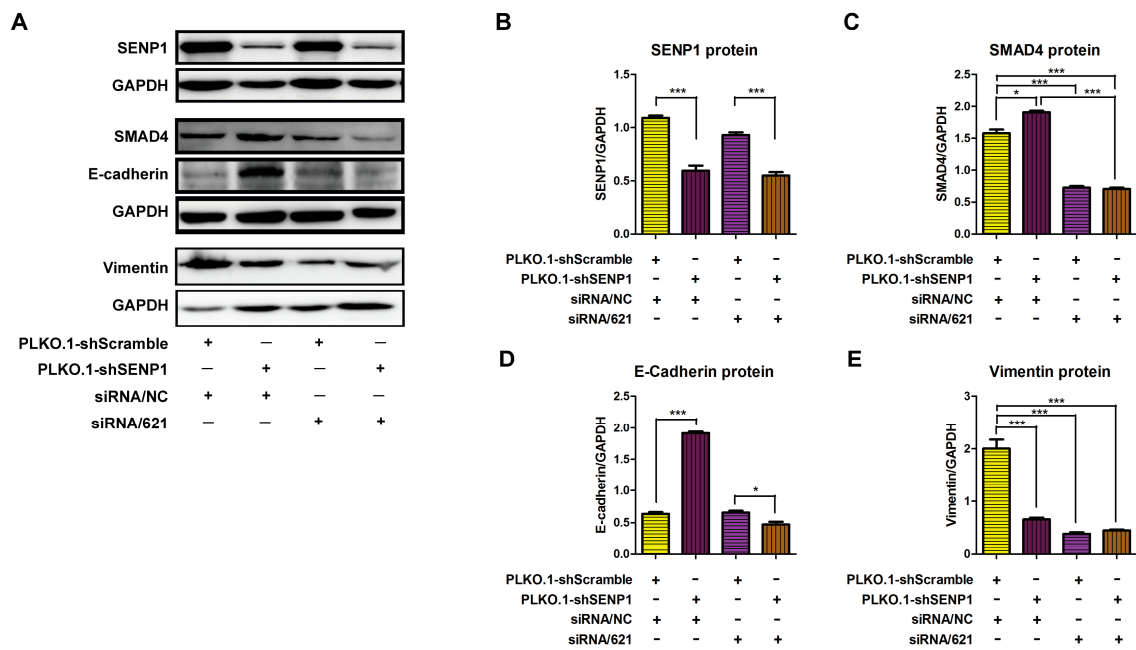 A
SENP1
GAPDH
SMAD4
E-cadherin
GAPDH
Vimentin
GAPDH
PLKO.1-shScramble + − + −
PLKO.1-shSENP1 − + − +
siRNA/NC + + − −
siRNA/621 − − + +
B
SENP1 protein
SENP1/GAPDH
1.5
1.0
0.5
0.0
*** ***
PLKO.1-shScramble + − + −
PLKO.1-shSENP1 − + − +
siRNA/NC + + − −
siRNA/621 − − + +
C
SMAD4 protein
SMAD4/GAPDH
2.5
2.0
1.5
1.0
0.5
0.0
***
***
* ***
PLKO.1-shScramble + − + −
PLKO.1-shSENP1 − + − +
siRNA/NC + + − −
siRNA/621 − − + +
D
E-Cadherin protein
E-cadherin/GAPDH
2.0
1.5
1.0
0.5
0.0
***
*
PLKO.1-shScramble + − + −
PLKO.1-shSENP1 − + − +
siRNA/NC + + − −
siRNA/621 − − + +
E
Vimentin protein
Vimentin/GAPDH
3
2
1
0
***
***
***
PLKO.1-shScramble + − + −
PLKO.1-shSENP1 − + − +
siRNA/NC + + − −
siRNA/621 − − + +